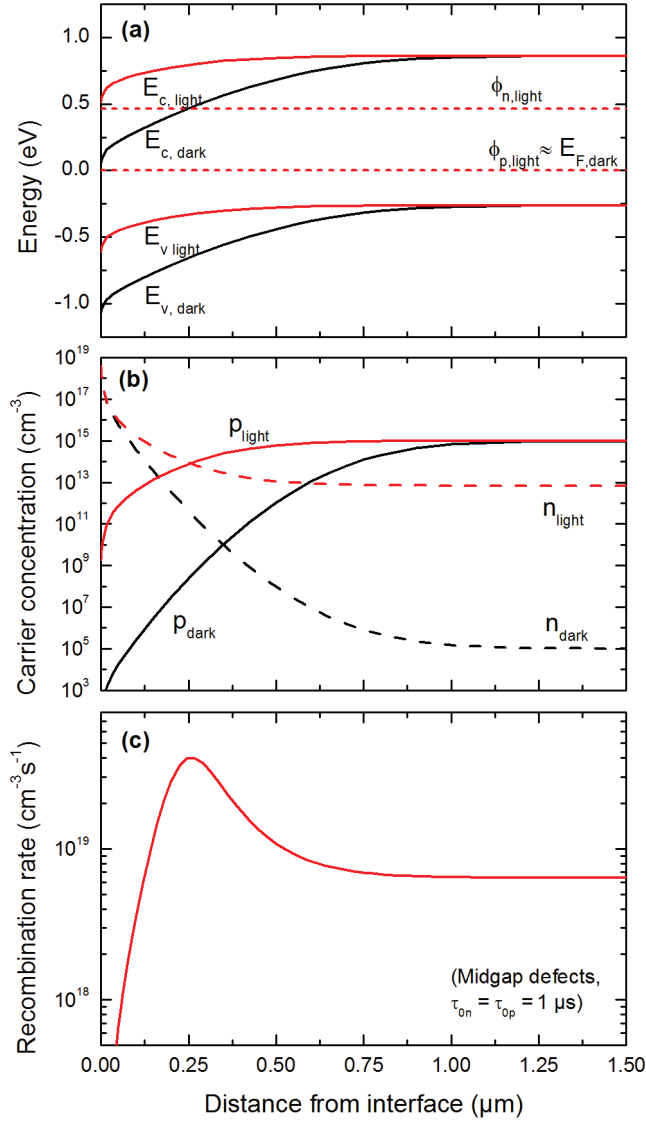 (a)
1.0
0.5
0.0
-0.5
-1.0
Energy (eV)
E_c, light
E_c, dark
ϕ_n,light
ϕ_p,light ≈ E_F,dark
E_v light
E_v, dark
(b)
10^19
10^17
10^15
10^13
10^11
10^9
10^7
10^5
10^3
Carrier concentration (cm^-3)
p_light
n_light
p_dark
n_dark
(c)
10^19
10^18
Recombination rate (cm^-3s^-1)
(Midgap defects,
τ_0n = τ_0p = 1 µs)
0.00 0.25 0.50 0.75 1.00 1.25 1.50
Distance from interface (µm)